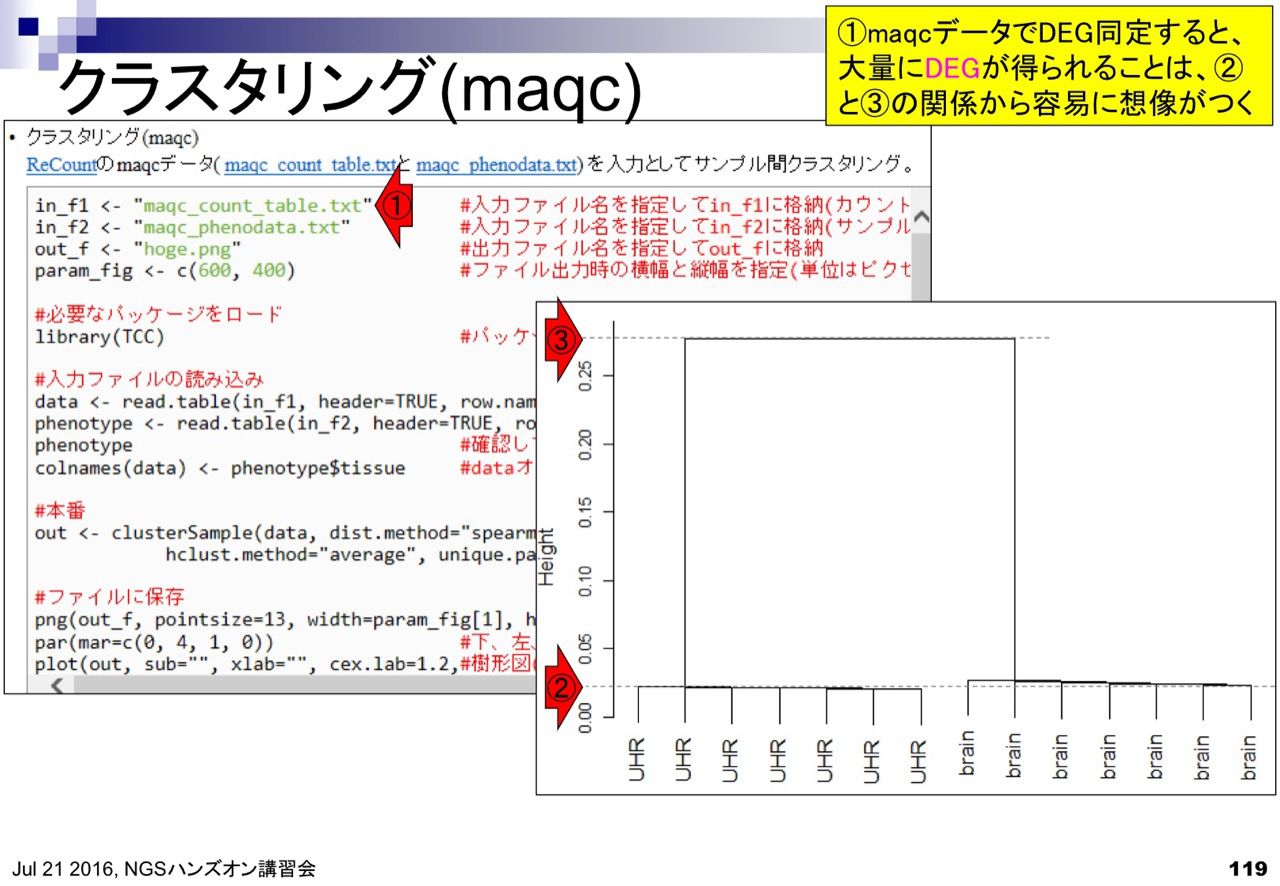 ①maqcデータでDEG同定すると、
大量にDEGが得られることは、②
と③の関係から容易に想像がつく
クラスタリング(maqc)
• クラスタリング(maqc)
ReCountのmaqcデータ( maqc_count_table.txtと maqc_phenodata.txt)を入力としてサンプル間クラスタリング。
in_f1 <- "maqc_count_table.txt" ① #入力ファイル名を指定してin_f1に格納(カウント
in_f2 <- "maqc_phenodata.txt" #入力ファイル名を指定してin_f2に格納(サンプル
out_f <- "hoge.png" #出力ファイル名を指定してout_fに格納
param_fig <- c(600, 400) #ファイル出力時の横幅と縦幅を指定(単位はピクセ
#必要なパッケージをロード
library(TCC) #パッケ
#入力ファイルの読み込み
data <- read.table(in_f1, header=TRUE, row.nam
phenotype <- read.table(in_f2, header=TRUE, ro
phenotype #確認し
colnames(data) <- phenotype$tissue #dataオ
#本番
out <- clusterSample(data, dist.method="spearm
hclust.method="average", unique.pa
#ファイルに保存
png(out_f, pointsize=13, width=param_fig[1], h
par(mar=c(0, 4, 1, 0)) #下、左、
plot(out, sub="", xlab="", cex.lab=1.2,#樹形図(
③
②
Height
0.25
0.20
0.15
0.10
0.05
0.00
UHR UHR UHR UHR UHR UHR UHR brain brain brain brain brain brain brain
Jul 21 2016, NGSハンズオン講習会
119